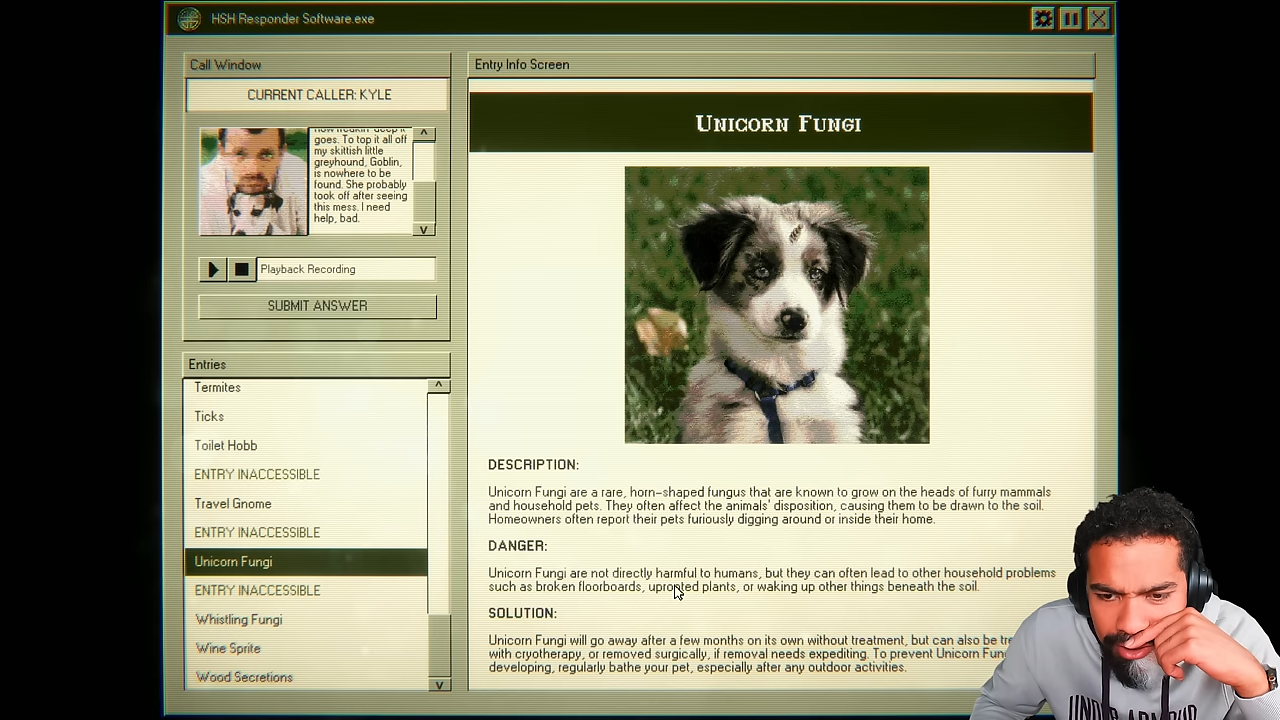 HSH Responder Software.exe
Call Window
CURRENT CALLER: KYLE
how freakin' deep it
goes. To top it all off
my skittish little
greyhound, Goblin,
is nowhere to be
found. She probably
took off after seeing
this mess. I need
help, bad.
Playback Recording
SUBMIT ANSWER
Entries
Termites
Ticks
Toilet Hobb
ENTRY INACCESSIBLE
Travel Gnome
ENTRY INACCESSIBLE
Unicorn Fungi
ENTRY INACCESSIBLE
Whistling Fungi
Wine Sprite
Wood Secretions
Entry Info Screen
UNICORN FUNGI
DESCRIPTION:
Unicorn Fungi are a rare, horn-shaped fungus that are known to grow on the heads of furry mammals
and household pets. They often affect the animals' disposition, causing them to be drawn to the soil.
Homeowners often report their pets furiously digging around or inside their home.
DANGER:
Unicorn Fungi are not directly harmful to humans, but they can often lead to other household problems
such as broken floorboards, uprooted plants, or waking up other things beneath the soil.
SOLUTION:
Unicorn Fungi will go away after a few months on its own without treatment, but can also be
with cryotherapy, or removed surgically, if removal needs expediting. To prevent Unicorn
developing, regularly bathe your pet, especially after any outdoor activities.
UNDER ARMOUR